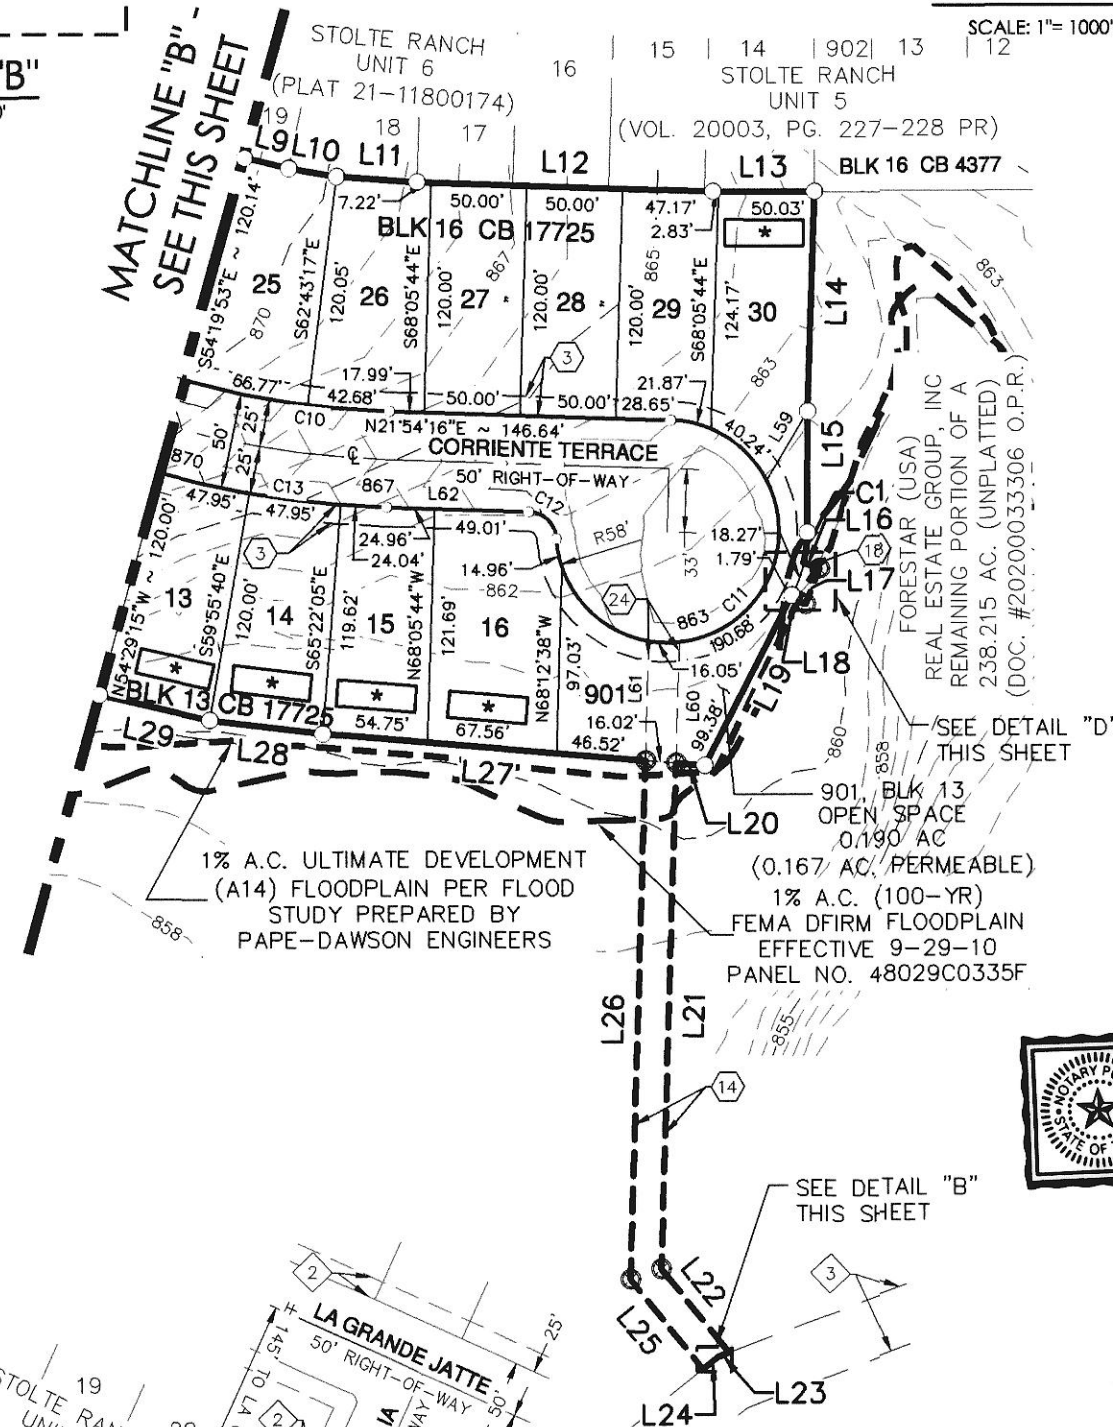 SCALE: 1"= 1000'
"B"
MATCHLINE "B" -
SEE THIS SHEET
STOLTE RANCH
UNIT 6
(PLAT 21-11800174)
19
18
17
16
15
14
902
13
12
STOLTE RANCH
UNIT 5
(VOL. 20003, PG. 227-228 PR)
L9
L10
L11
L12
L13
BLK 16 CB 4377
7.22'
50.00'
50.00'
47.17'
2.83'
50.03'
*
BLK 16 CB 17725
S54°19'53"E ~ 120.14'
25
870
S62°43'17"E
120.05'
26
S68°05'44"E
120.00'
27
867
120.00'
28
120.00'
29
865
S68°05'44"E
124.17'
30
863
L14
863
66.77'
17.99'
42.68'
50.00'
3
50.00'
28.65'
21.87'
40.24'
L59
L15
C10
N21°54'16"E ~ 146.64'
CORRIENTE TERRACE
50' RIGHT-OF-WAY
50'
25'
25'
870
47.95'
C13
867
L62
C12
47.95'
49.01'
24.96'
24.04'
14.96'
862
R58'
33'
18.27'
1.79'
C1
L16
18
L17
L18
L19
3
24
863
C11
190.68'
16.05'
N54°29'15"W ~ 120.00'
13
S59°55'40"E
120.00'
14
S65°22'05"E
119.62'
15
N68°05'44"W
121.69'
16
N68°12'38"W
97.03'
901
L61
L60
99.38'
*
*
*
*
BLK 13 CB 17725
54.75'
67.56'
46.52'
16.02'
L29
L28
L27
L20
FORESTAR (USA)
REAL ESTATE GROUP, INC
REMAINING PORTION OF A
238.215 AC. (UNPLATTED)
(DOC. #20200033306 O.P.R.)
SEE DETAIL "D"
THIS SHEET
860
858
901, BLK 13
OPEN SPACE
0.190 AC
(0.167 AC. PERMEABLE)
1% A.C. (100-YR)
FEMA DFIRM FLOODPLAIN
EFFECTIVE 9-29-10
PANEL NO. 48029C0335F
1% A.C. ULTIMATE DEVELOPMENT
(A14) FLOODPLAIN PER FLOOD
STUDY PREPARED BY
PAPE-DAWSON ENGINEERS
858
855
L26
L21
14
NOTARY
STATE OF
SEE DETAIL "B"
THIS SHEET
3
L22
L25
L23
L24
2
LA GRANDE JATTE
50' RIGHT-OF-WAY
25'
50'
145' TO LA
2
19